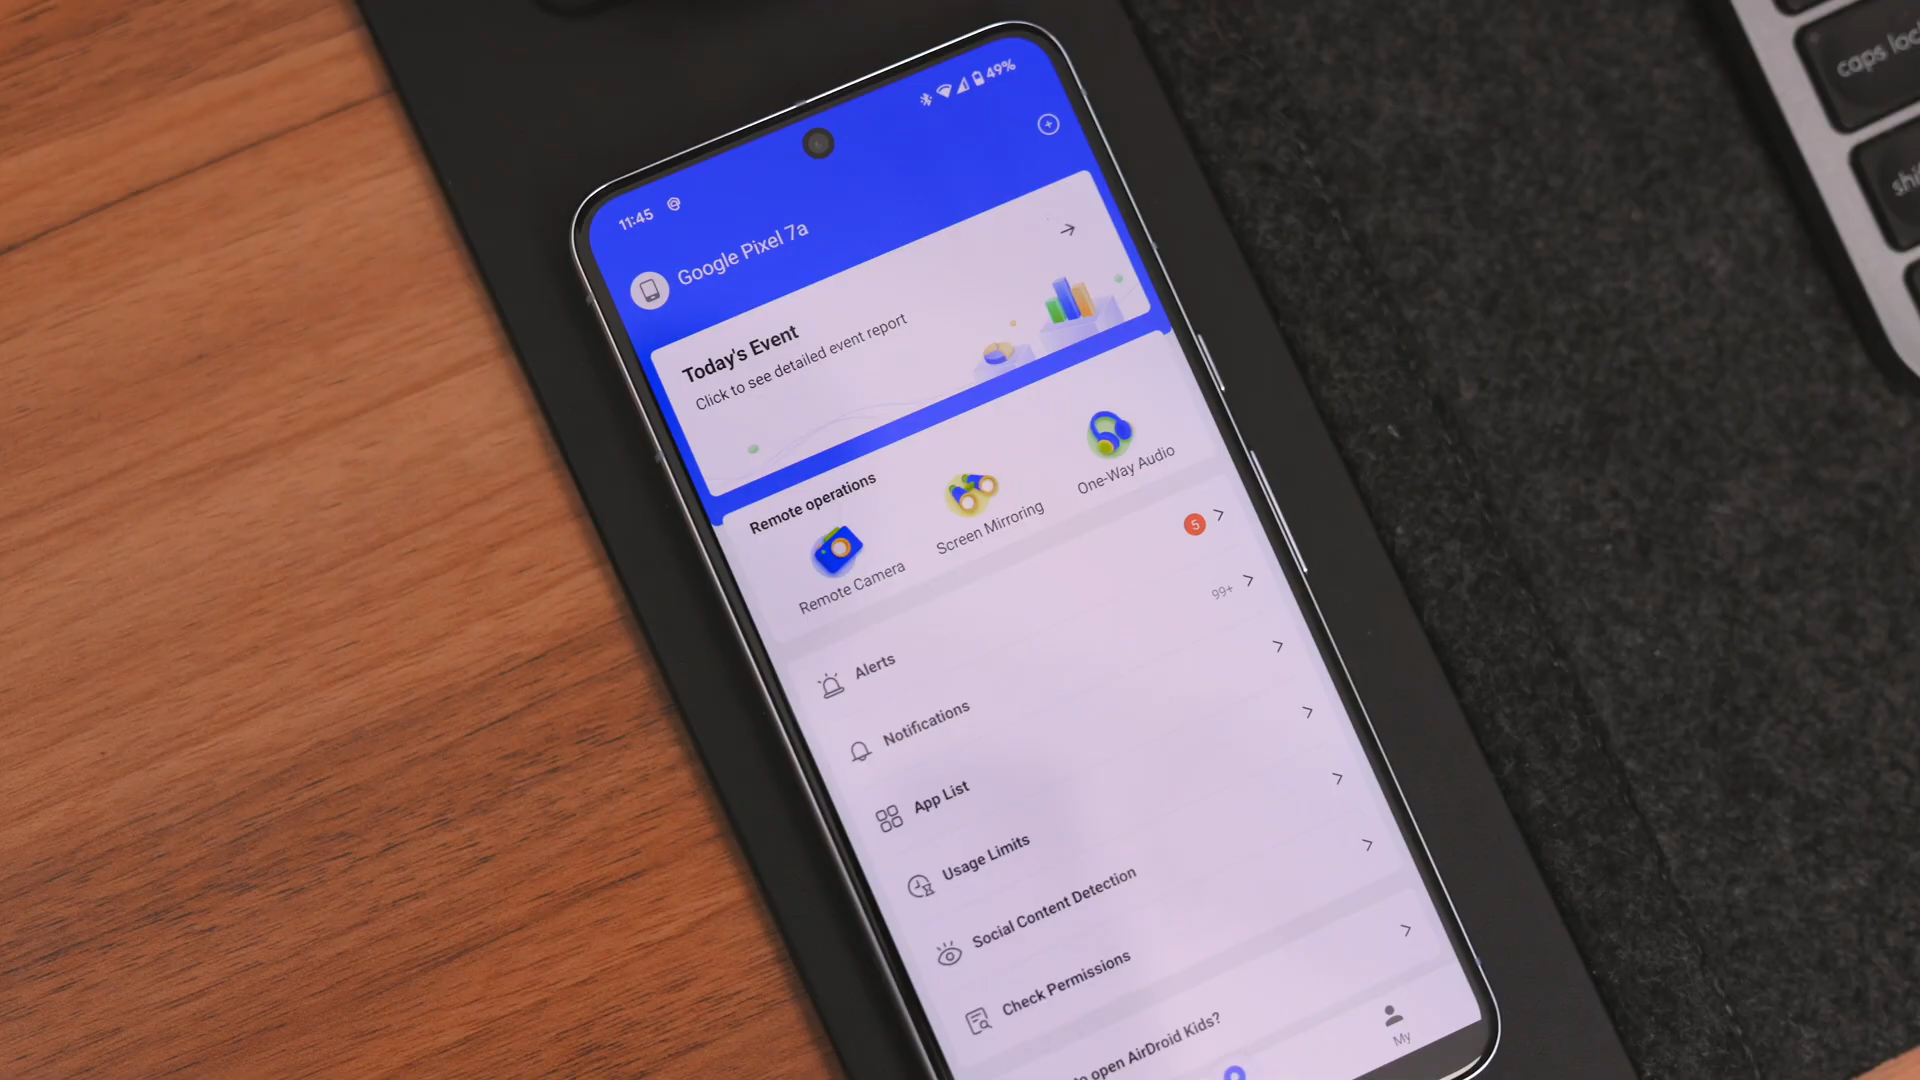 11:45
49%
Google Pixel 7a
Today's Event
Click to see detailed event report
Remote operations
Remote Camera
Screen Mirroring
One-Way Audio
Alerts
5
Notifications
99+
App List
Usage Limits
Social Content Detection
Check Permissions
open AirDroid Kids?
My
caps